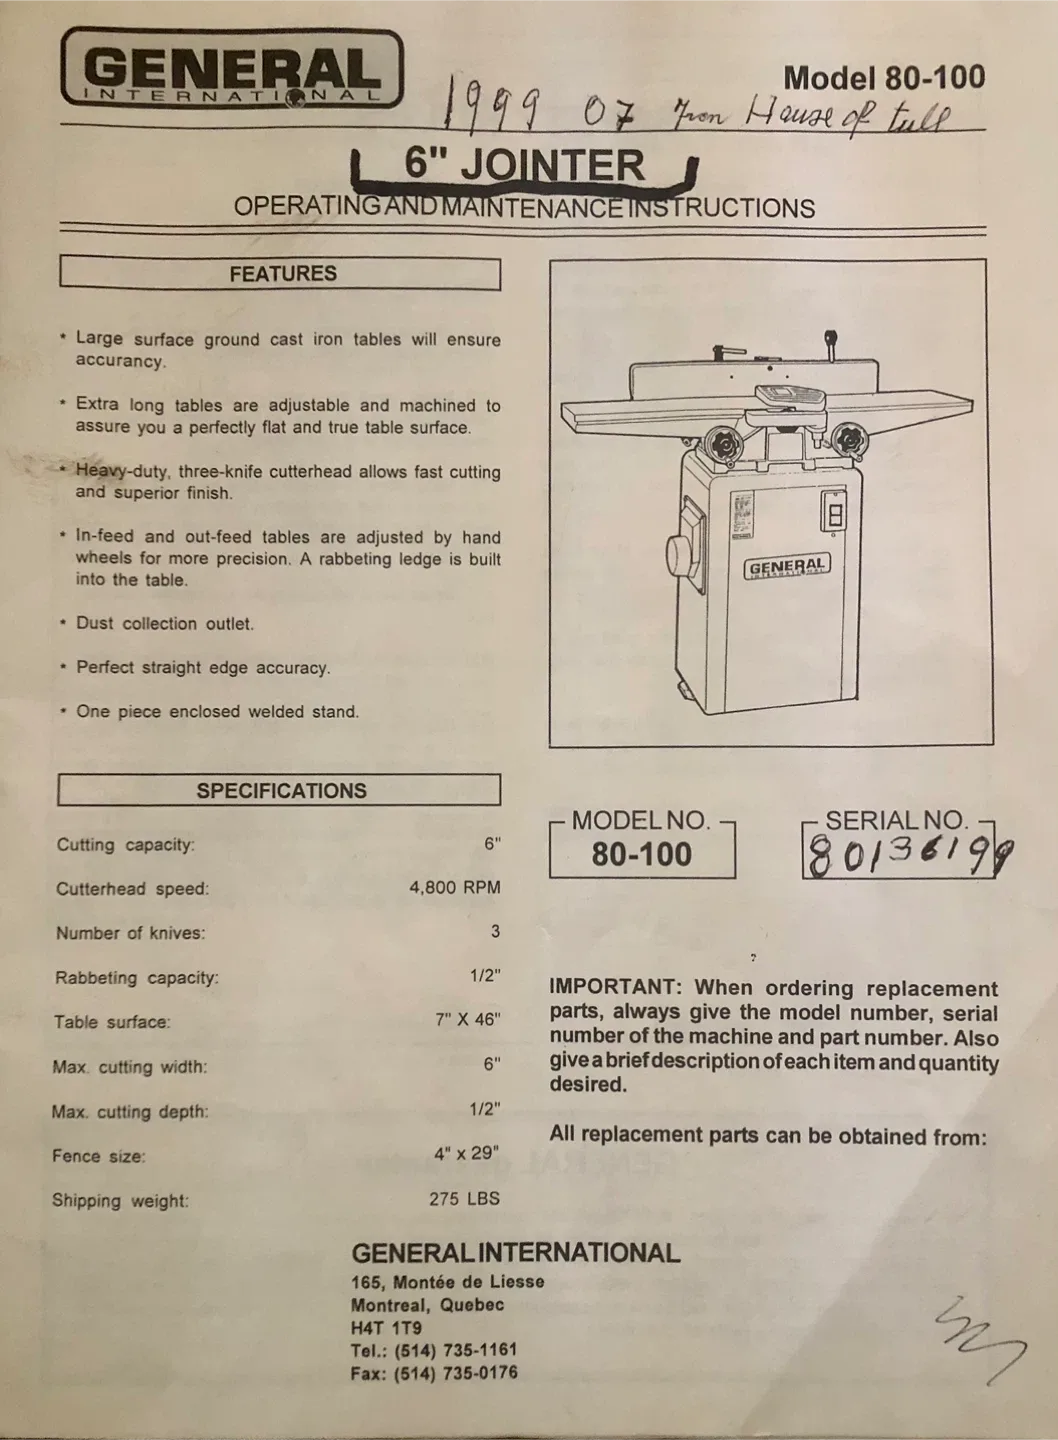 GENERAL
INTERNATIONAL
Model 80-100
1999 07 From House of tull
6" JOINTER
OPERATING AND MAINTENANCE INSTRUCTIONS
FEATURES
* Large surface ground cast iron tables will ensure
accurancy.
* Extra long tables are adjustable and machined to
assure you a perfectly flat and true table surface.
* Heavy-duty, three-knife cutterhead allows fast cutting
and superior finish.
* In-feed and out-feed tables are adjusted by hand
wheels for more precision. A rabbeting ledge is built
into the table.
* Dust collection outlet.
* Perfect straight edge accuracy.
* One piece enclosed welded stand.
GENERAL
INTERNATIONAL
SPECIFICATIONS
Cutting capacity: 6"
Cutterhead speed: 4,800 RPM
Number of knives: 3
Rabbeting capacity: 1/2"
Table surface: 7" X 46"
Max. cutting width: 6"
Max. cutting depth: 1/2"
Fence size: 4" x 29"
Shipping weight: 275 LBS
MODEL NO.
80-100
SERIAL NO.
80136199
?
IMPORTANT: When ordering replacement
parts, always give the model number, serial
number of the machine and part number. Also
give a brief description of each item and quantity
desired.
All replacement parts can be obtained from:
GENERAL INTERNATIONAL
165, Montée de Liesse
Montreal, Quebec
H4T 1T9
Tel.: (514) 735-1161
Fax: (514) 735-0176